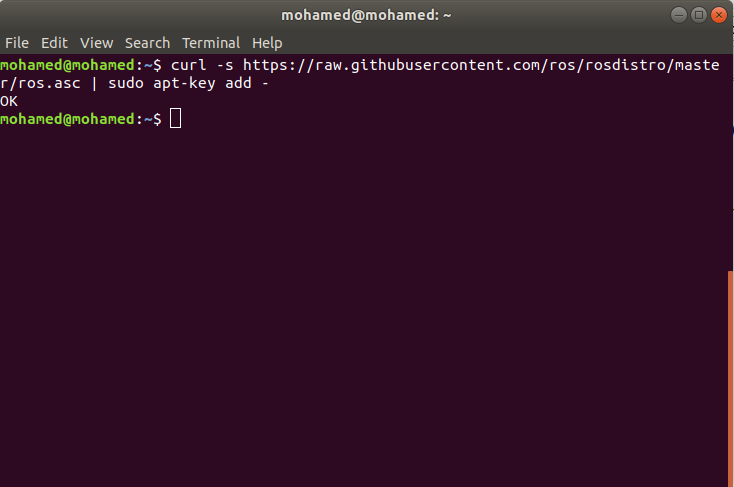 mohamed@mohamed: ~
File Edit View Search Terminal Help
mohamed@mohamed:~$ curl -s https://raw.githubusercontent.com/ros/rosdistro/maste
r/ros.asc | sudo apt-key add -
OK
mohamed@mohamed:~$